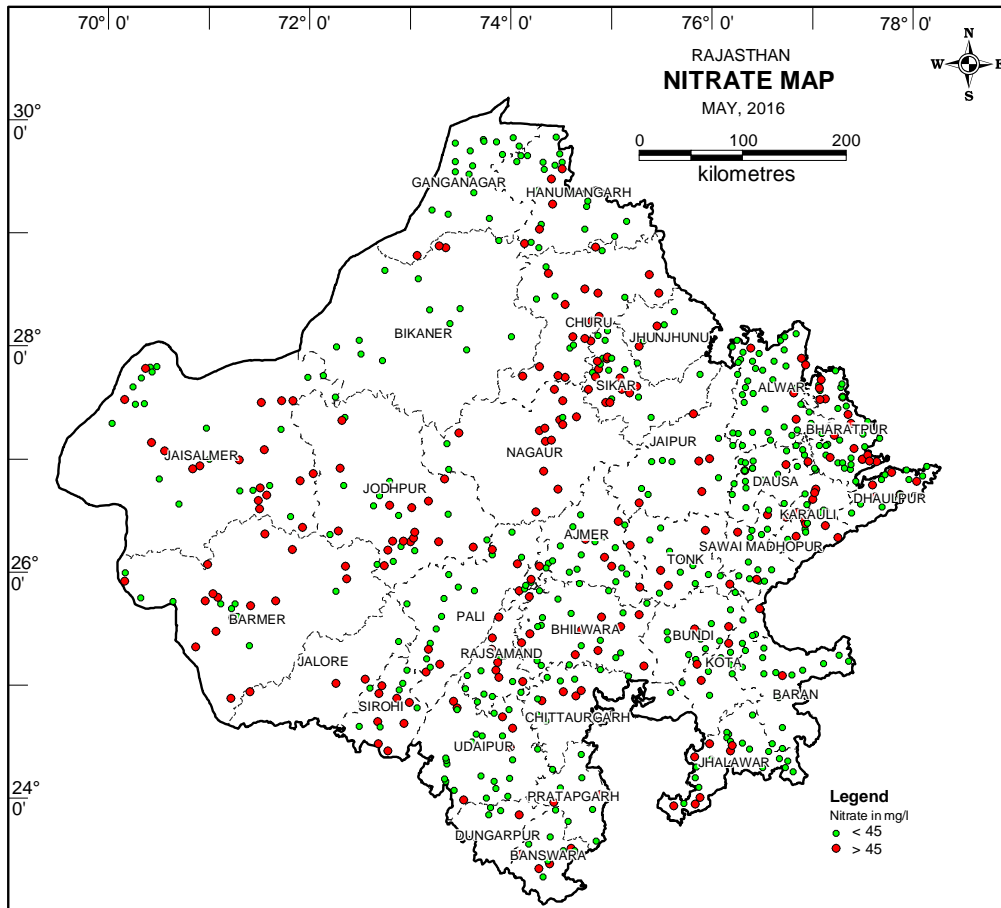 70° 0' 72° 0' 74° 0' 76° 0' 78° 0'
N
W E
S
RAJASTHAN
NITRATE MAP
MAY, 2016
0 100 200
kilometres
30°
0'
GANGANAGAR
HANUMANGARH
28°
0'
BIKANER
CHURU
JHUNJHUNU
SIKAR
ALWAR
JAISALMER
JODHPUR
NAGAUR
JAIPUR
BHARATPUR
DAUSA
DHAULPUR
KARAULI
26°
0'
AJMER
TONK
SAWAI MADHOPUR
BARMER
PALI
BHILWARA
BUNDI
JALORE
RAJSAMAND
KOTA
BARAN
SIROHI
CHITTAURGARH
UDAIPUR
JHALAWAR
24°
0'
PRATAPGARH
DUNGARPUR
BANSWARA
Legend
Nitrate in mg/l
< 45
> 45